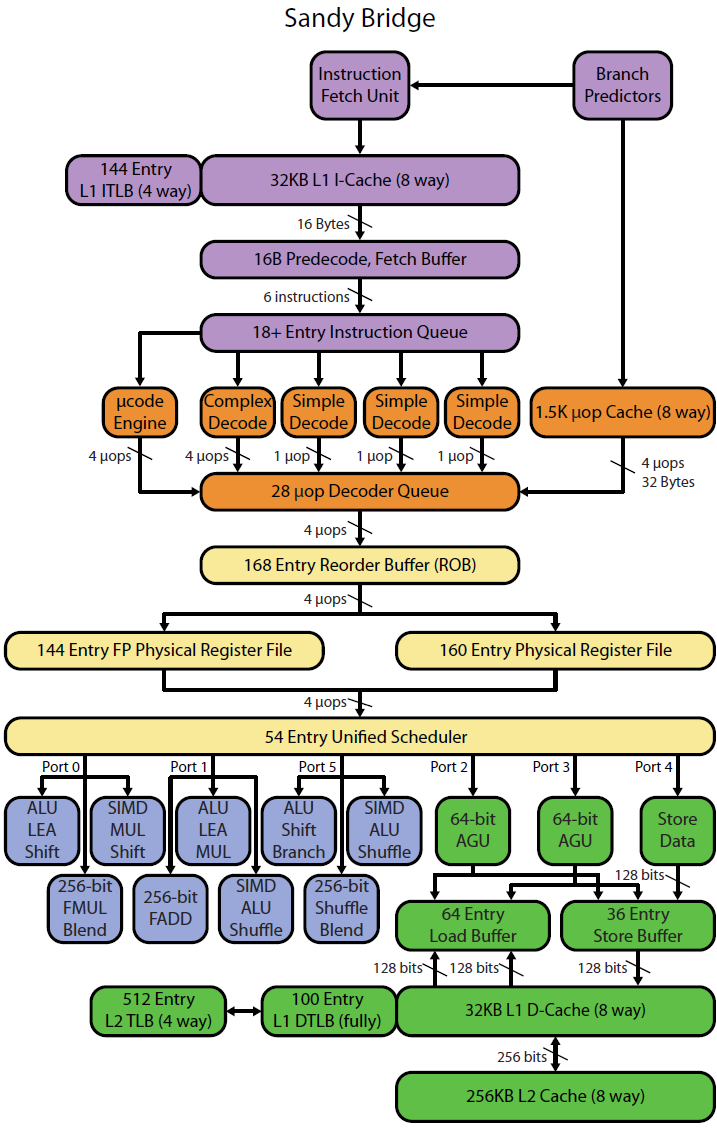 Sandy Bridge
Instruction
Fetch Unit
Branch
Predictors
144 Entry
L1 ITLB (4 way)
32KB L1 I-Cache (8 way)
16 Bytes
16B Predecode, Fetch Buffer
6 instructions
18+ Entry Instruction Queue
µcode
Engine
Complex
Decode
Simple
Decode
Simple
Decode
Simple
Decode
1.5K µop Cache (8 way)
4 µops
4 µops
1 µop
1 µop
1 µop
4 µops
32 Bytes
28 µop Decoder Queue
4 µops
168 Entry Reorder Buffer (ROB)
4 µops
144 Entry FP Physical Register File
160 Entry Physical Register File
4 µops
54 Entry Unified Scheduler
Port 0
Port 1
Port 5
Port 2
Port 3
Port 4
ALU
LEA
Shift
SIMD
MUL
Shift
ALU
LEA
MUL
ALU
Shift
Branch
SIMD
ALU
Shuffle
64-bit
AGU
64-bit
AGU
Store
Data
256-bit
FMUL
Blend
256-bit
FADD
SIMD
ALU
Shuffle
256-bit
Shuffle
Blend
128 bits
64 Entry
Load Buffer
36 Entry
Store Buffer
128 bits
128 bits
128 bits
512 Entry
L2 TLB (4 way)
100 Entry
L1 DTLB (fully)
32KB L1 D-Cache (8 way)
256 bits
256KB L2 Cache (8 way)